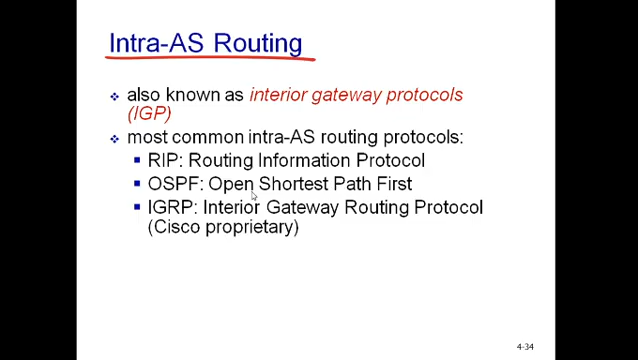 Intra-AS Routing
also known as interior gateway protocols
(IGP)
most common intra-AS routing protocols:
RIP: Routing Information Protocol
OSPF: Open Shortest Path First
IGRP: Interior Gateway Routing Protocol
(Cisco proprietary)
4-34